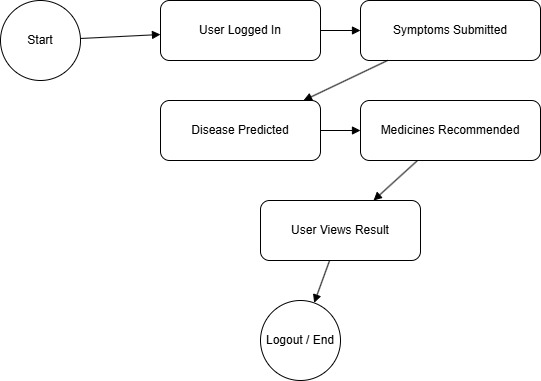 Start
User Logged In
Symptoms Submitted
Disease Predicted
Medicines Recommended
User Views Result
Logout / End